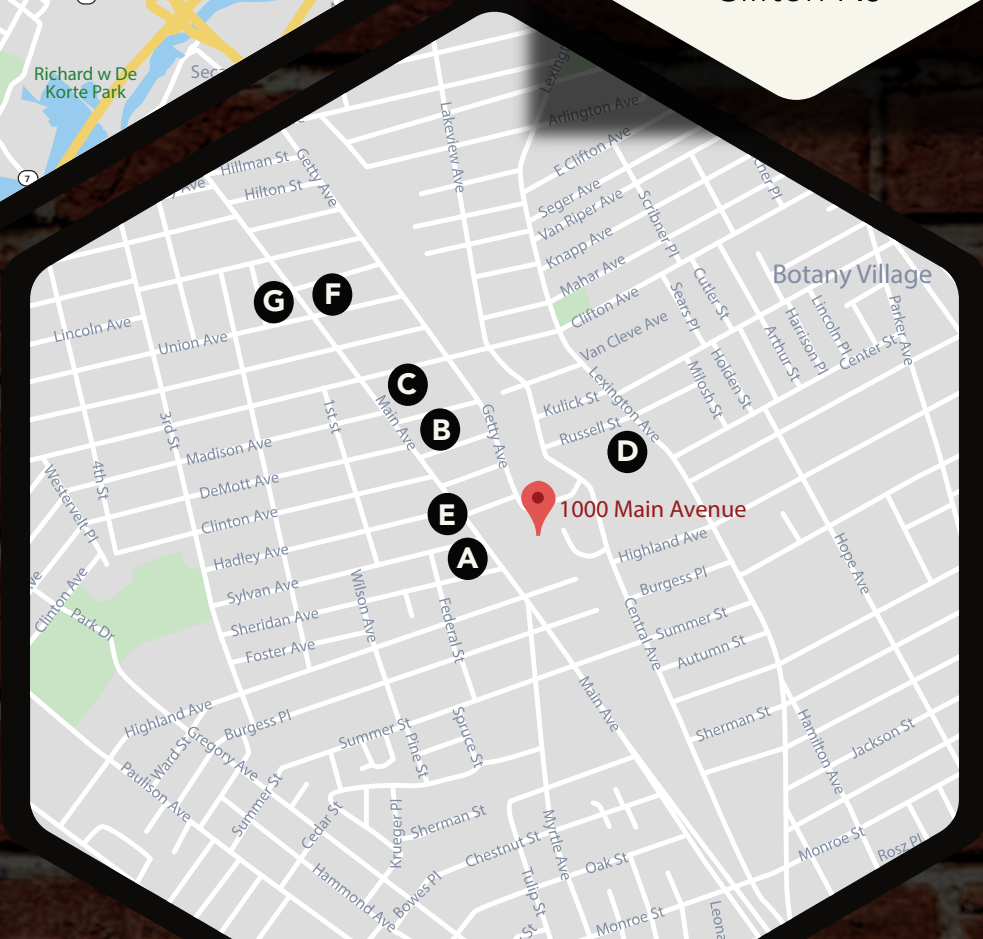 Richard w De
Korte Park
7
Lexing
Arlington Ave
Lakeview Ave
E Clifton Ave
Hillman St
Getty Ave
Hilton St
Ave
Seger Ave
Van Riper Ave
Scribner Pl
Knapp Ave
Mahar Ave
Botany Village
Cutler St
Sears Pl
Clifton Ave
Lincoln Pl
Harrison Pl
Parker Ave
G
F
Lincoln Ave
Union Ave
Van Cleve Ave
Arthur St
Center St
Holden St
Milosh St
C
Main Ave
1st st
3rd St
Kulick St
Lexington Ave
Getty Ave
B
Russell St
D
Madison Ave
4th St
Westervelt Pl
DeMott Ave
E
1000 Main Avenue
Clinton Ave
Hadley Ave
A
Highland Ave
Hope Ave
Burgess Pl
Sylvan Ave
Clinton Ave
Park Dr
Sheridan Ave
Wilson Ave
Federal St
Central Ave
Summer St
Foster Ave
Autumn St
Main Ave
Highland Ave
Burgess Pl
Sherman St
Hamilton Ave
Jackson St
Summer St
Pine St
Spruce St
Ward St
Gregory Ave
Paulison Ave
Summer St
Cedar St
Krueger Pl
Sherman St
Chestnut St
Myrtle Ave
Oak St
Monroe St
Rosz Pl
Hammond Ave
Bowes Pl
Tulip St
Monroe St
Leona
St